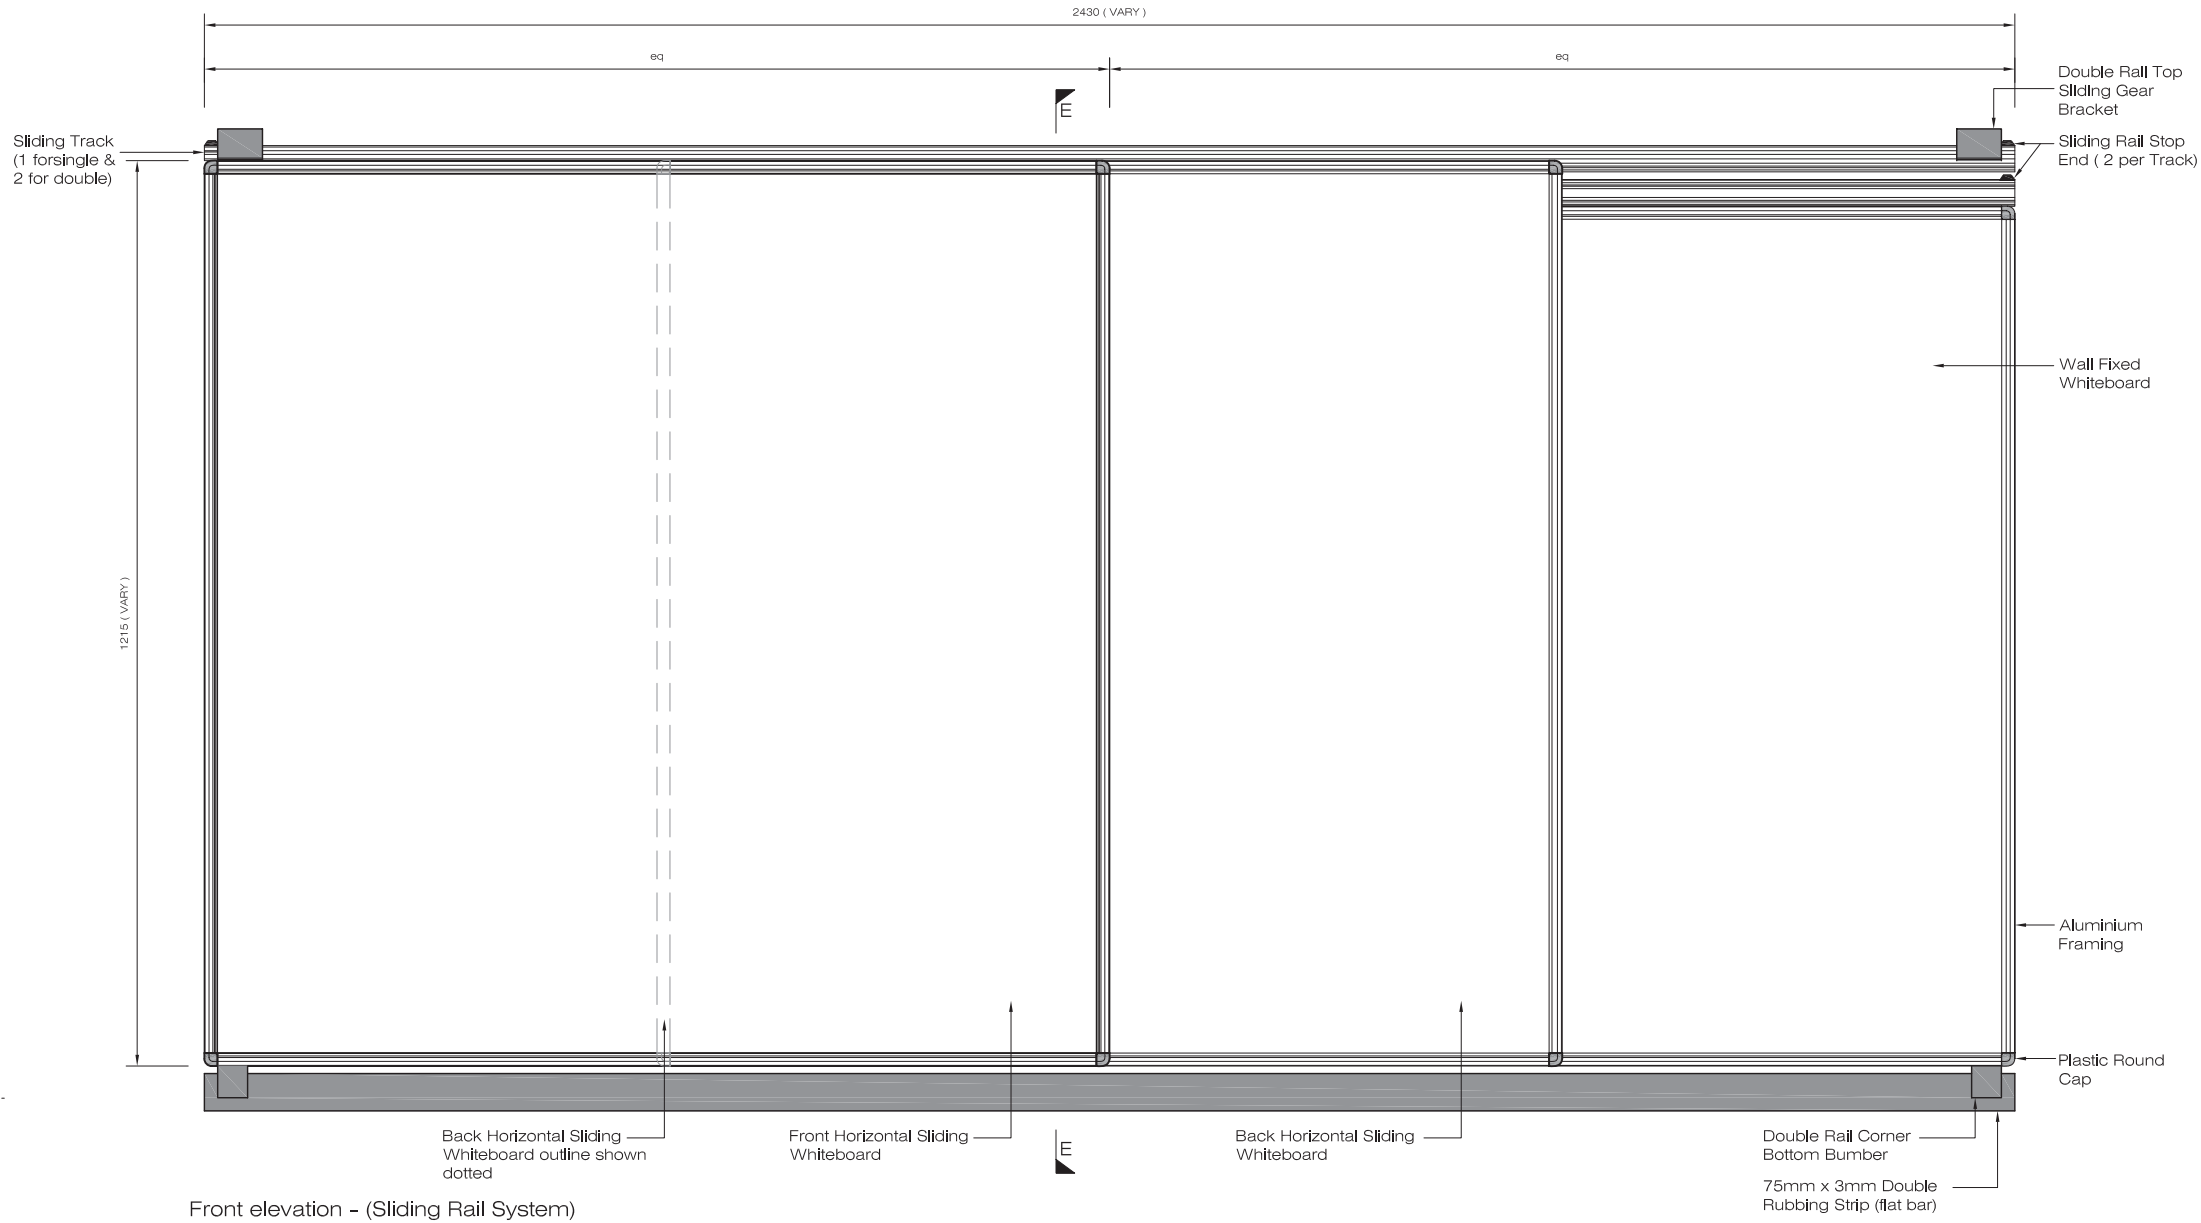 2430 ( VARY )
eq
eq
E
Double Rail Top
Sliding Gear
Bracket
Sliding Track
(1 forsingle &
2 for double)
Sliding Rail Stop
End ( 2 per Track)
Wall Fixed
Whiteboard
1215 ( VARY )
Aluminium
Framing
Plastic Round
Cap
Back Horizontal Sliding
Whiteboard outline shown
dotted
Front Horizontal Sliding
Whiteboard
E
Back Horizontal Sliding
Whiteboard
Double Rail Corner
Bottom Bumber
75mm x 3mm Double
Rubbing Strip (flat bar)
Front elevation - (Sliding Rail System)